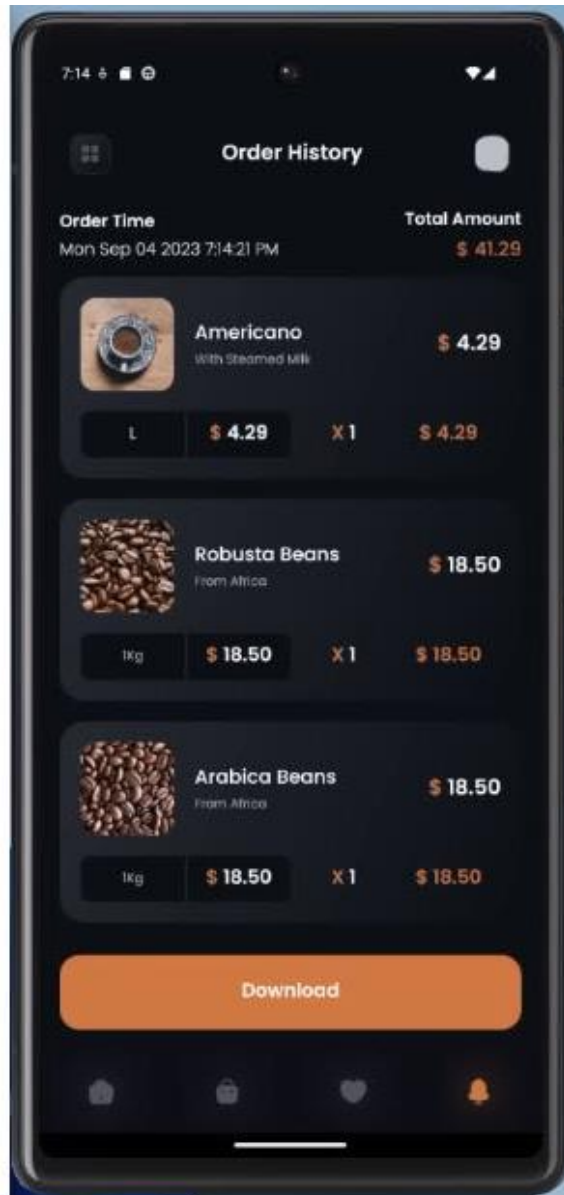 7:14
Order History
Order Time
Total Amount
Mon Sep 04 2023 7:14:21 PM
$ 41.29
Americano
With Steamed Milk
$ 4.29
L
$ 4.29
X 1
$ 4.29
Robusta Beans
From Africa
$ 18.50
1Kg
$ 18.50
X 1
$ 18.50
Arabica Beans
From Africa
$ 18.50
1Kg
$ 18.50
X 1
$ 18.50
Download